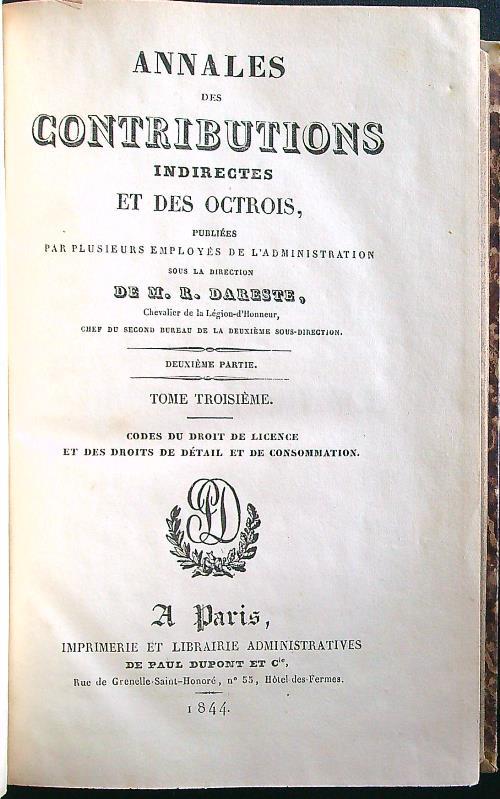 ANNALES
DES
CONTRIBUTIONS
INDIRECTES
ET DES OCTROIS,
PUBLIÉES
PAR PLUSIEURS EMPLOYÉS DE L'ADMINISTRATION
SOUS LA DIRECTION
DE M. R. DARESTE,
Chevalier de la Légion-d'Honneur,
CHEF DU SECOND BUREAU DE LA DEUXIÈME SOUS-DIRECTION.
DEUXIÈME PARTIE.
TOME TROISIÈME.
CODES DU DROIT DE LICENCE
ET DES DROITS DE DÉTAIL ET DE CONSOMMATION.
PD
A Paris,
IMPRIMERIE ET LIBRAIRIE ADMINISTRATIVES
DE PAUL DUPONT ET Cie,
Rue de Grenelle-Saint-Honoré, n° 55, Hôtel des-Fermes.
1844.